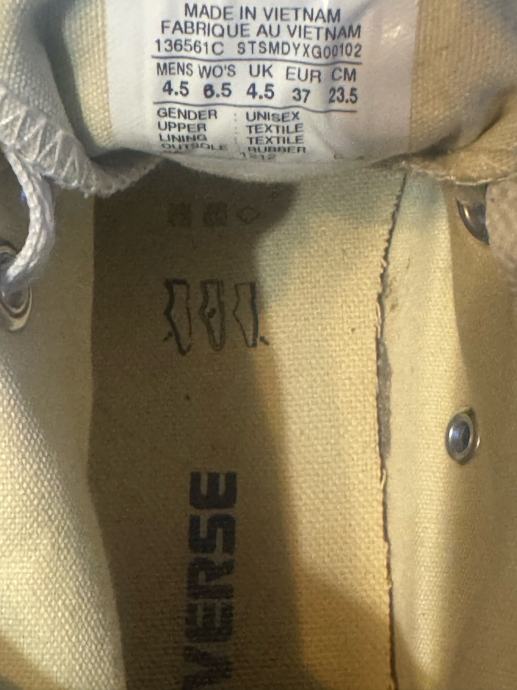 MADE IN VIETNAM
FABRIQUE AU VIETNAM
136561C STSMDYXG00102
MENS WO'S UK EUR CM
4.5 6.5 4.5 37 23.5
GENDER : UNISEX
UPPER : TEXTILE
LINING : TEXTILE
OUTSOLE : RUBBER
1212
VERSE